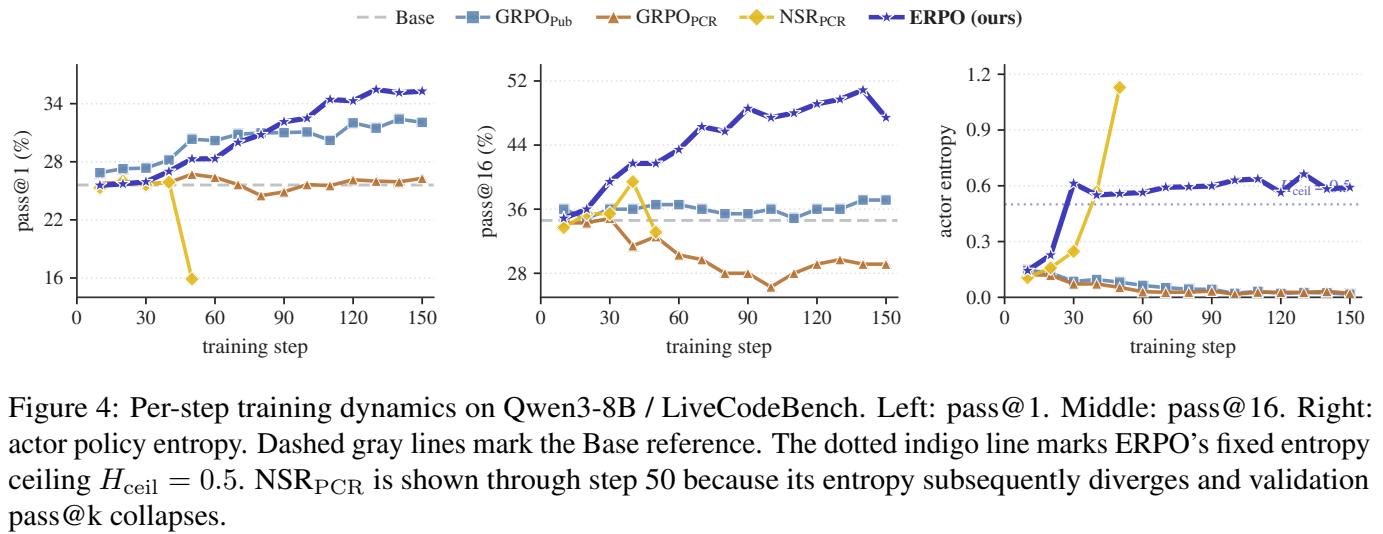 Base GRPO_Pub GRPO_PCR NSR_PCR ERPO (ours)
pass@1 (%)
34
28
22
16
0 30 60 90 120 150
training step
pass@16 (%)
52
44
36
28
0 30 60 90 120 150
training step
actor entropy
1.2
0.9
0.6
0.3
0.0
H_ceil = 0.5
0 30 60 90 120 150
training step
Figure 4: Per-step training dynamics on Qwen3-8B / LiveCodeBench. Left: pass@1. Middle: pass@16. Right:
actor policy entropy. Dashed gray lines mark the Base reference. The dotted indigo line marks ERPO's fixed entropy
ceiling H_ceil = 0.5. NSR_PCR is shown through step 50 because its entropy subsequently diverges and validation
pass@k collapses.